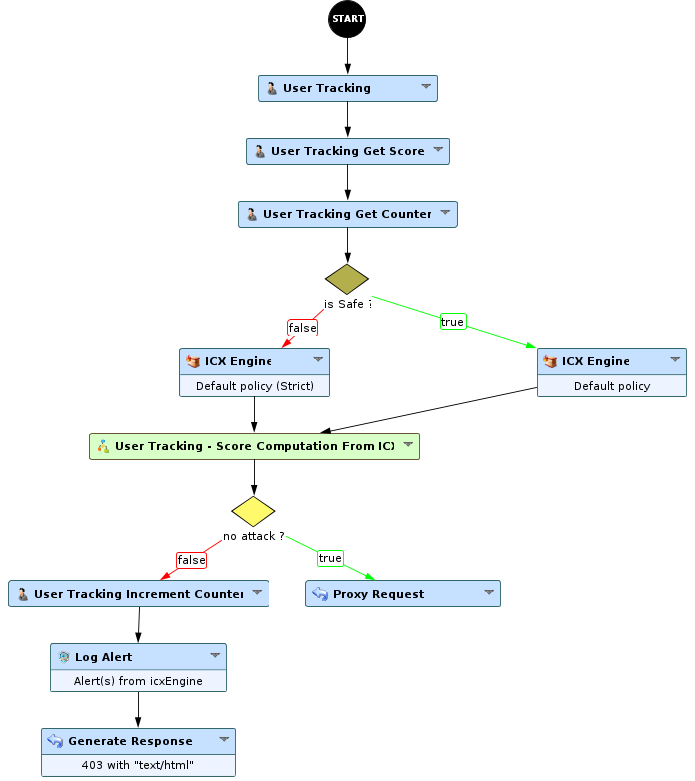 START
User Tracking
User Tracking Get Score
User Tracking Get Counter
is Safe ?
false
true
ICX Engine
Default policy (Strict)
ICX Engine
Default policy
User Tracking - Score Computation From ICX
no attack ?
false
true
User Tracking Increment Counter
Proxy Request
Log Alert
Alert(s) from icxEngine
Generate Response
403 with "text/html"